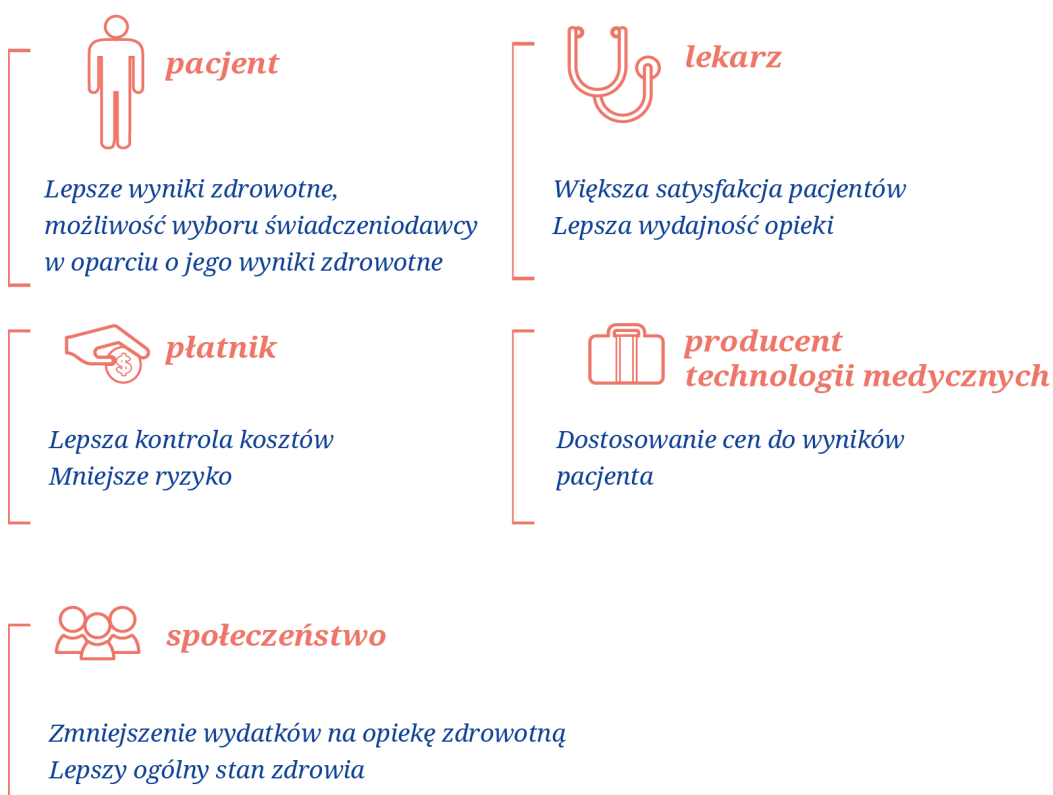 pacjent
Lepsze wyniki zdrowotne,
możliwość wyboru świadczeniodawcy
w oparciu o jego wyniki zdrowotne
lekarz
Większa satysfakcja pacjentów
Lepsza wydajność opieki
płatnik
$
Lepsza kontrola kosztów
Mniejsze ryzyko
producent
technologii medycznych
Dostosowanie cen do wyników
pacjenta
społeczeństwo
Zmniejszenie wydatków na opiekę zdrowotną
Lepszy ogólny stan zdrowia